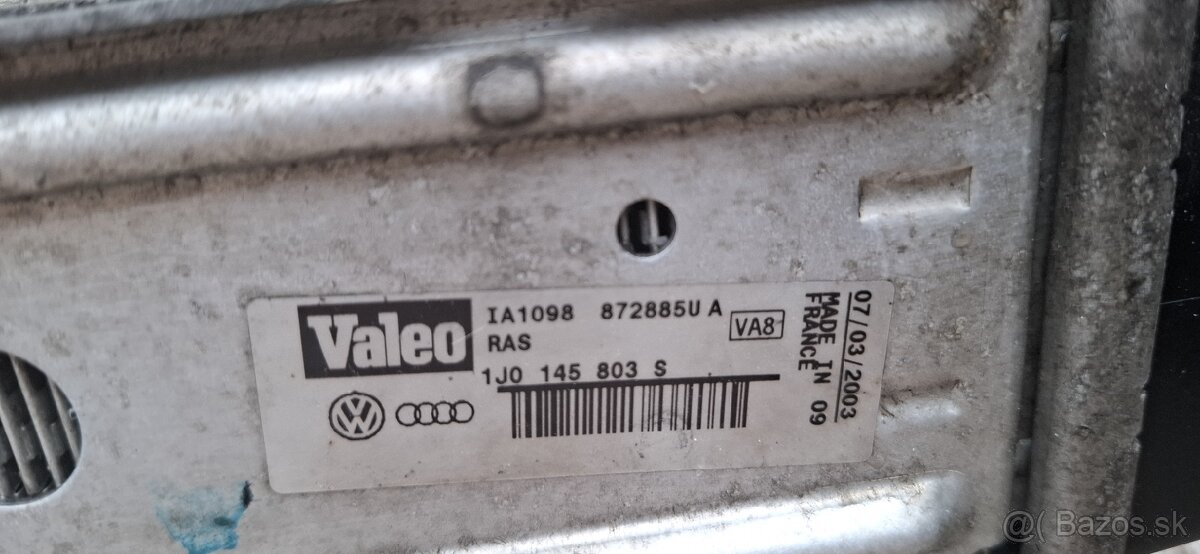 Valeo
IA1098 872885U A
RAS
VA8
1J0 145 803 S
07/03/2003
MADE IN 09
FRANCE
@( Bazos.sk